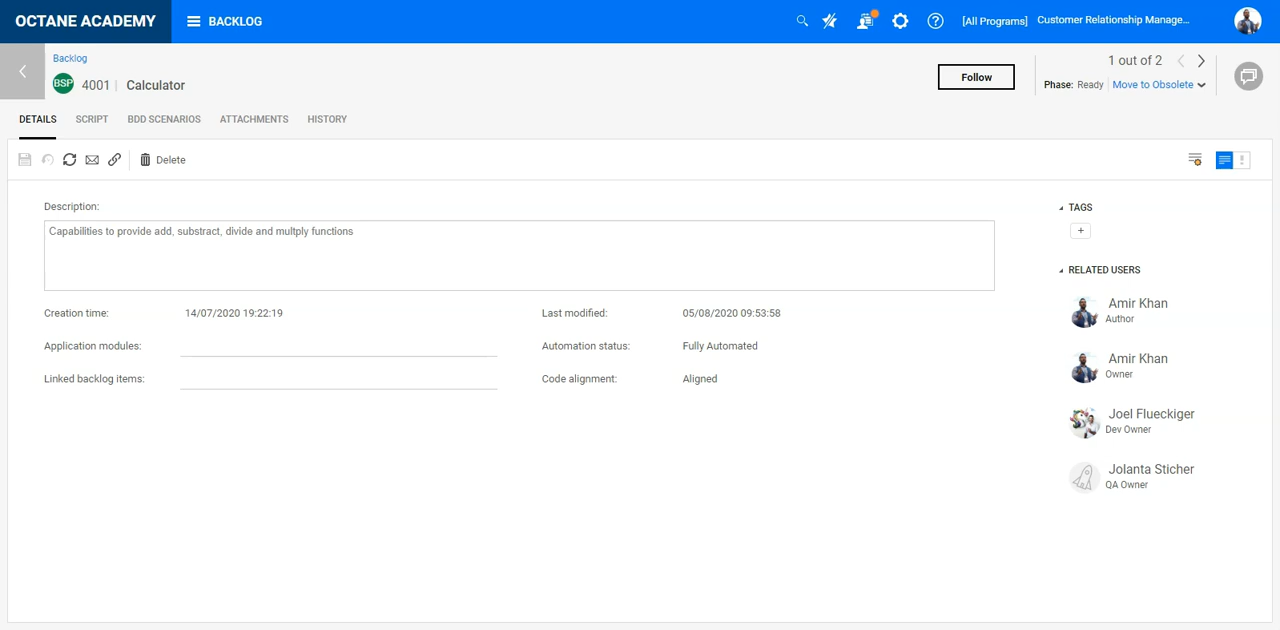 OCTANE ACADEMY
BACKLOG
[All Programs] Customer Relationship Manage...
Backlog
BSP 4001 | Calculator
Follow
1 out of 2
Phase: Ready Move to Obsolete
DETAILS SCRIPT BDD SCENARIOS ATTACHMENTS HISTORY
Delete
Description:
Capabilities to provide add, substract, divide and multply functions
Creation time: 14/07/2020 19:22:19
Last modified: 05/08/2020 09:53:58
Application modules:
Automation status: Fully Automated
Linked backlog items:
Code alignment: Aligned
TAGS
+
RELATED USERS
Amir Khan
Author
Amir Khan
Owner
Joel Flueckiger
Dev Owner
Jolanta Sticher
QA Owner